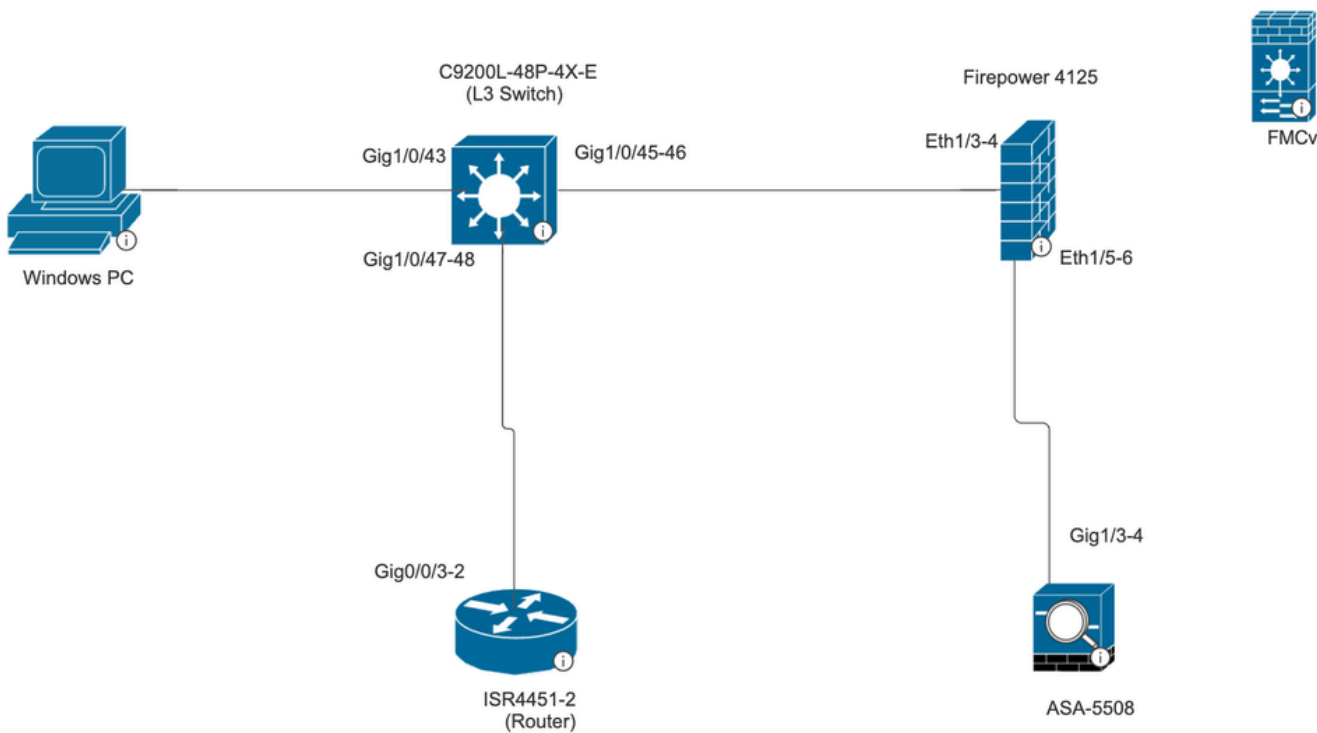 C9200L-48P-4X-E
(L3 Switch)
Firepower 4125
FMCv
Gig1/0/43
Gig1/0/45-46
Eth1/3-4
Windows PC
Gig1/0/47-48
Eth1/5-6
Gig0/0/3-2
Gig1/3-4
ISR4451-2
(Router)
ASA-5508